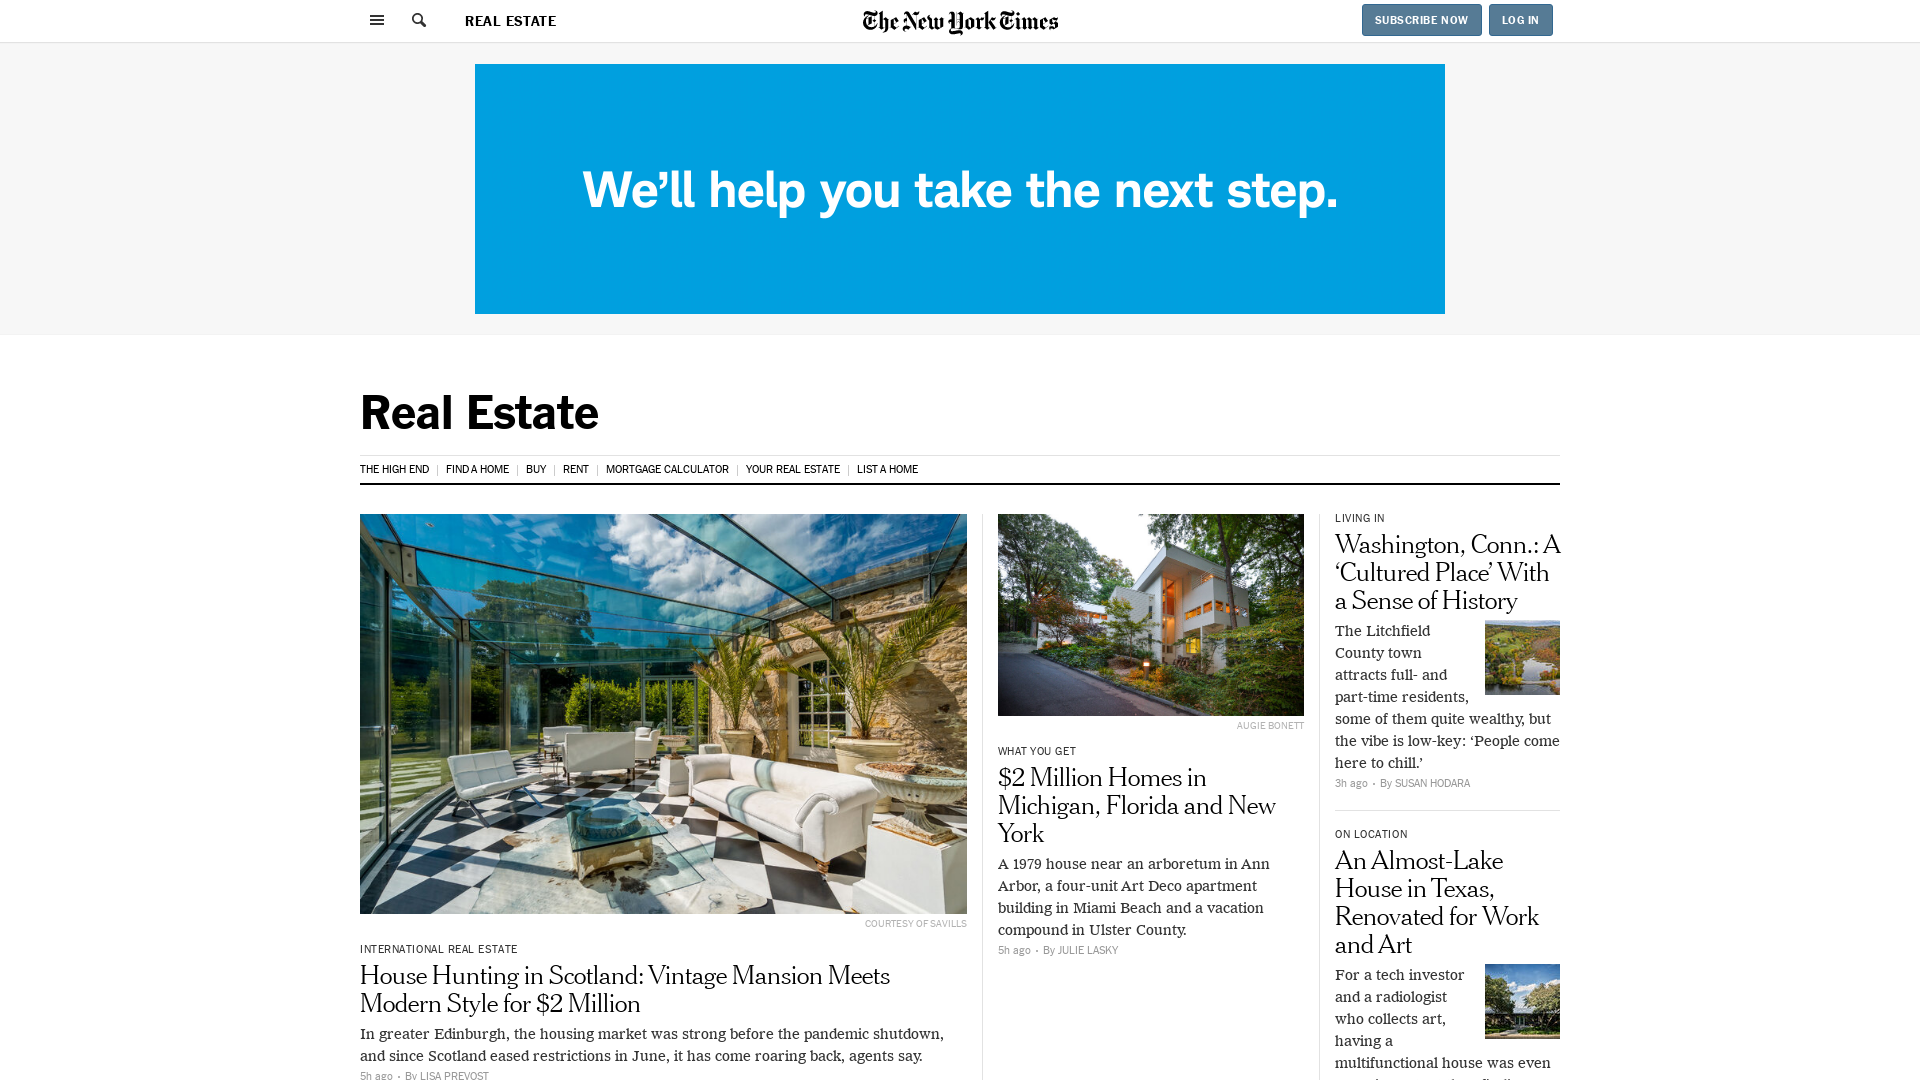 REAL ESTATE
The New York Times
SUBSCRIBE NOW
LOG IN
We'll help you take the next step.
Real Estate
THE HIGH END
FIND A HOME
BUY
RENT
MORTGAGE CALCULATOR
YOUR REAL ESTATE
LIST A HOME
COURTESY OF SAVILLS
INTERNATIONAL REAL ESTATE
House Hunting in Scotland: Vintage Mansion Meets
Modern Style for $2 Million
In greater Edinburgh, the housing market was strong before the pandemic shutdown,
and since Scotland eased restrictions in June, it has come roaring back, agents say.
5h ago • By LISA PREVOST
AUGIE BONETT
WHAT YOU GET
$2 Million Homes in
Michigan, Florida and New
York
A 1979 house near an arboretum in Ann
Arbor, a four-unit Art Deco apartment
building in Miami Beach and a vacation
compound in Ulster County.
5h ago • By JULIE LASKY
LIVING IN
Washington, Conn.: A
‘Cultured Place’ With
a Sense of History
The Litchfield
County town
attracts full- and
part-time residents,
some of them quite wealthy, but
the vibe is low-key: ‘People come
here to chill.’
3h ago • By SUSAN HODARA
ON LOCATION
An Almost-Lake
House in Texas,
Renovated for Work
and Art
For a tech investor
and a radiologist
who collects art,
having a
multifunctional house was even